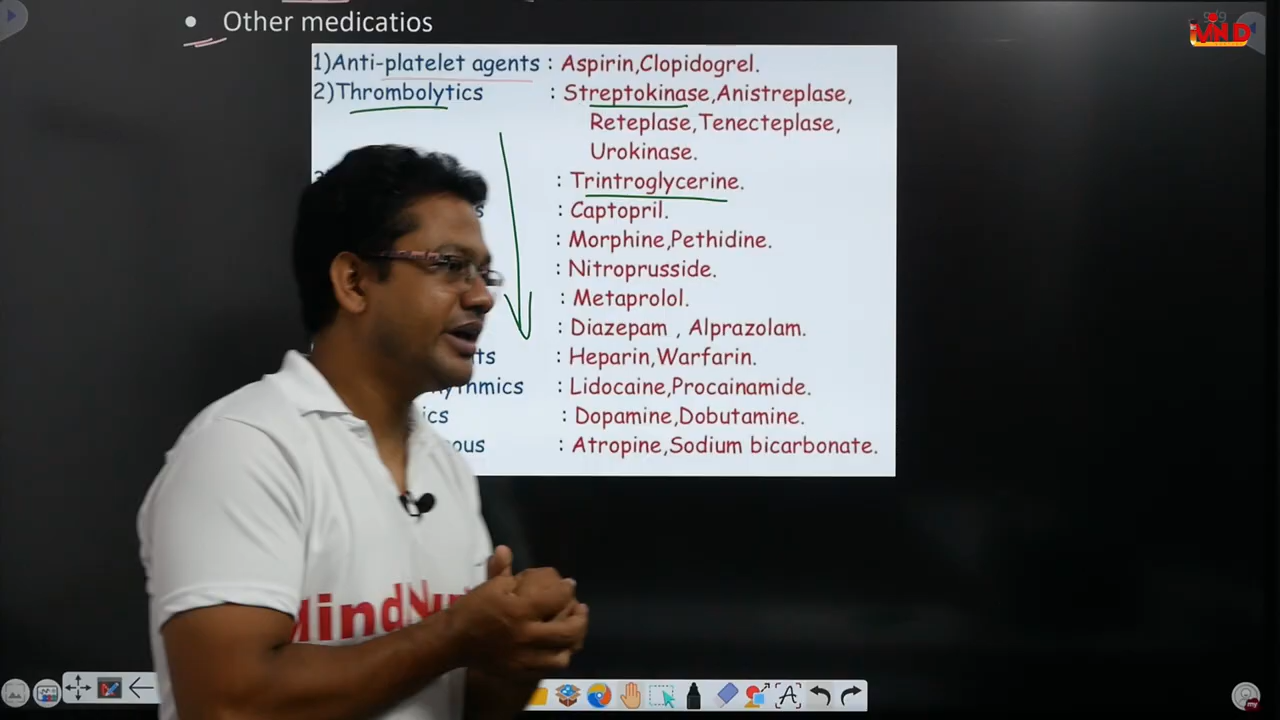 Other medicatios
1)Anti-platelet agents : Aspirin,Clopidogrel.
2)Thrombolytics : Streptokinase,Anistreplase,
Reteplase,Tenecteplase,
Urokinase.
: Trintroglycerine.
: Captopril.
: Morphine,Pethidine.
: Nitroprusside.
: Metaprolol.
: Diazepam , Alprazolam.
: Heparin,Warfarin.
: Lidocaine,Procainamide.
: Dopamine,Dobutamine.
: Atropine,Sodium bicarbonate.